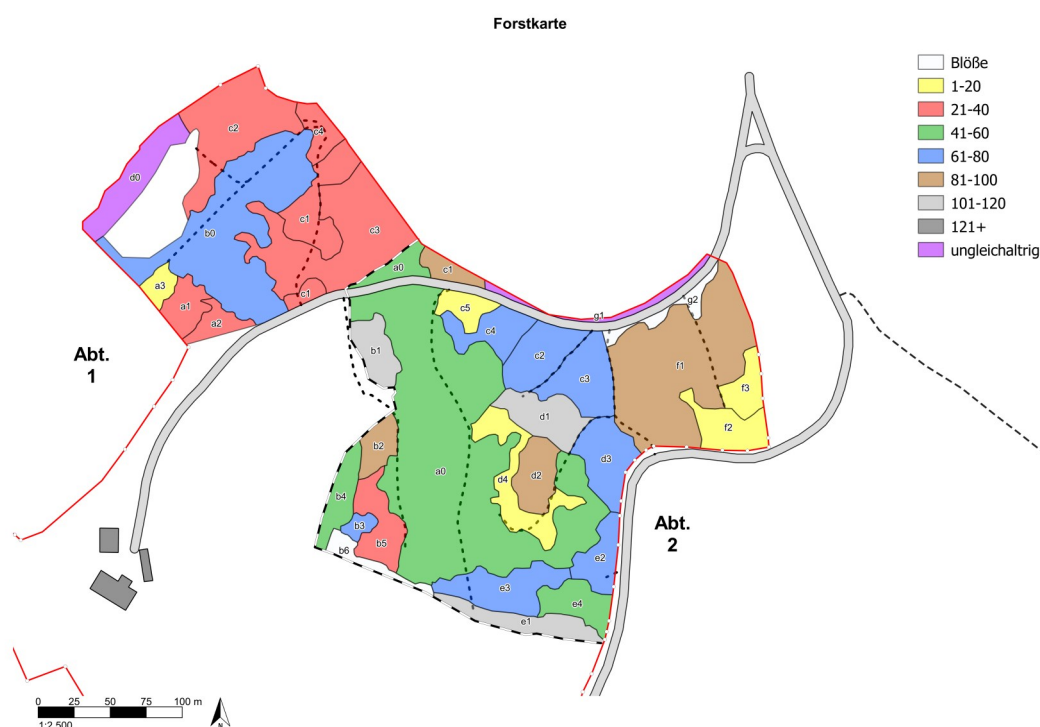 Forstkarte
Blöße
1-20
21-40
41-60
61-80
81-100
101-120
121+
ungleichaltrig
c2
c4
d0
b0
c1
c3
a3
a1
a2
c1
Abt.
1
a0
c1
c5
c4
g1
g2
b1
c2
c3
f1
f3
f2
d1
b2
a0
d4
d2
d3
b4
b3
b5
b6
Abt.
2
e2
e3
e4
e1
0 25 50 75 100 m
1:2.500
N